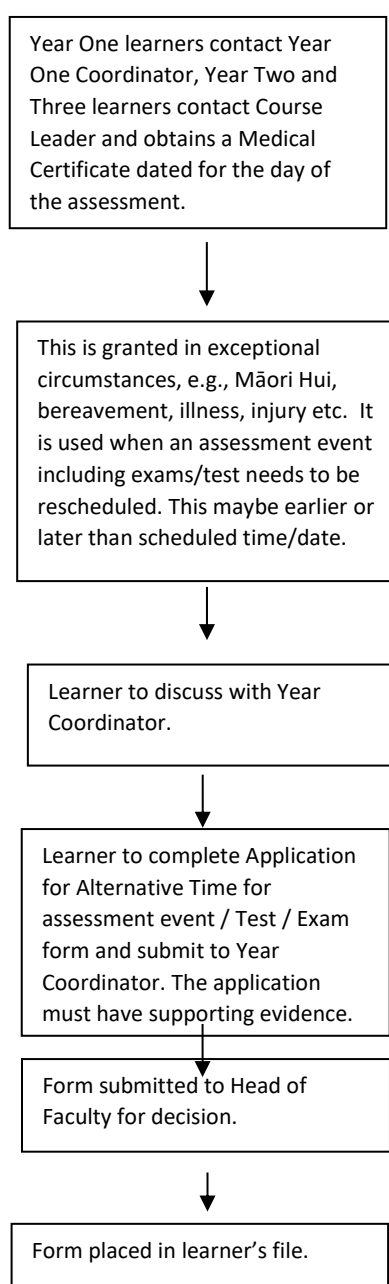 Year One learners contact Year
One Coordinator, Year Two and
Three learners contact Course
Leader and obtains a Medical
Certificate dated for the day of
the assessment.
This is granted in exceptional
circumstances, e.g., Māori Hui,
bereavement, illness, injury etc.  It
is used when an assessment event
including exams/test needs to be
rescheduled. This maybe earlier or
later than scheduled time/date.
Learner to discuss with Year
Coordinator.
Learner to complete Application
for Alternative Time for
assessment event / Test / Exam
form and submit to Year
Coordinator. The application
must have supporting evidence.
Form submitted to Head of
Faculty for decision.
Form placed in learner’s file.